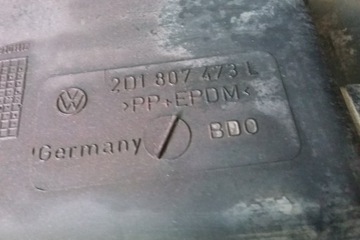 2D1 807 473 L
>PP+EPDM<
Germany BDO